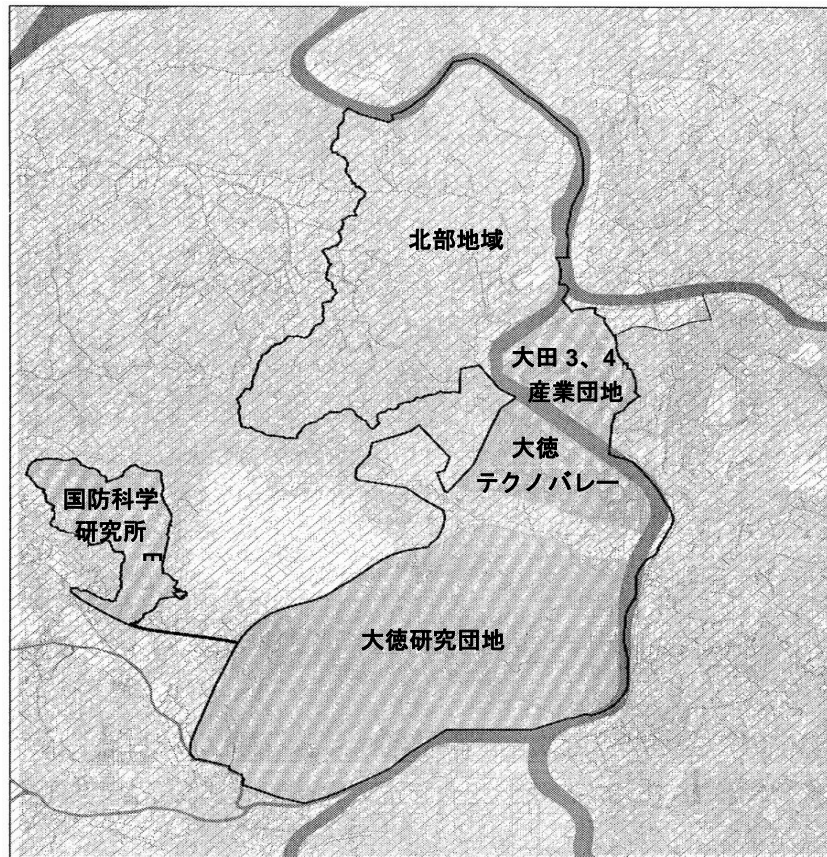 北部地域
大田 3、4
産業団地
大徳
テクノバレー
国防科学
研究所
大徳研究団地